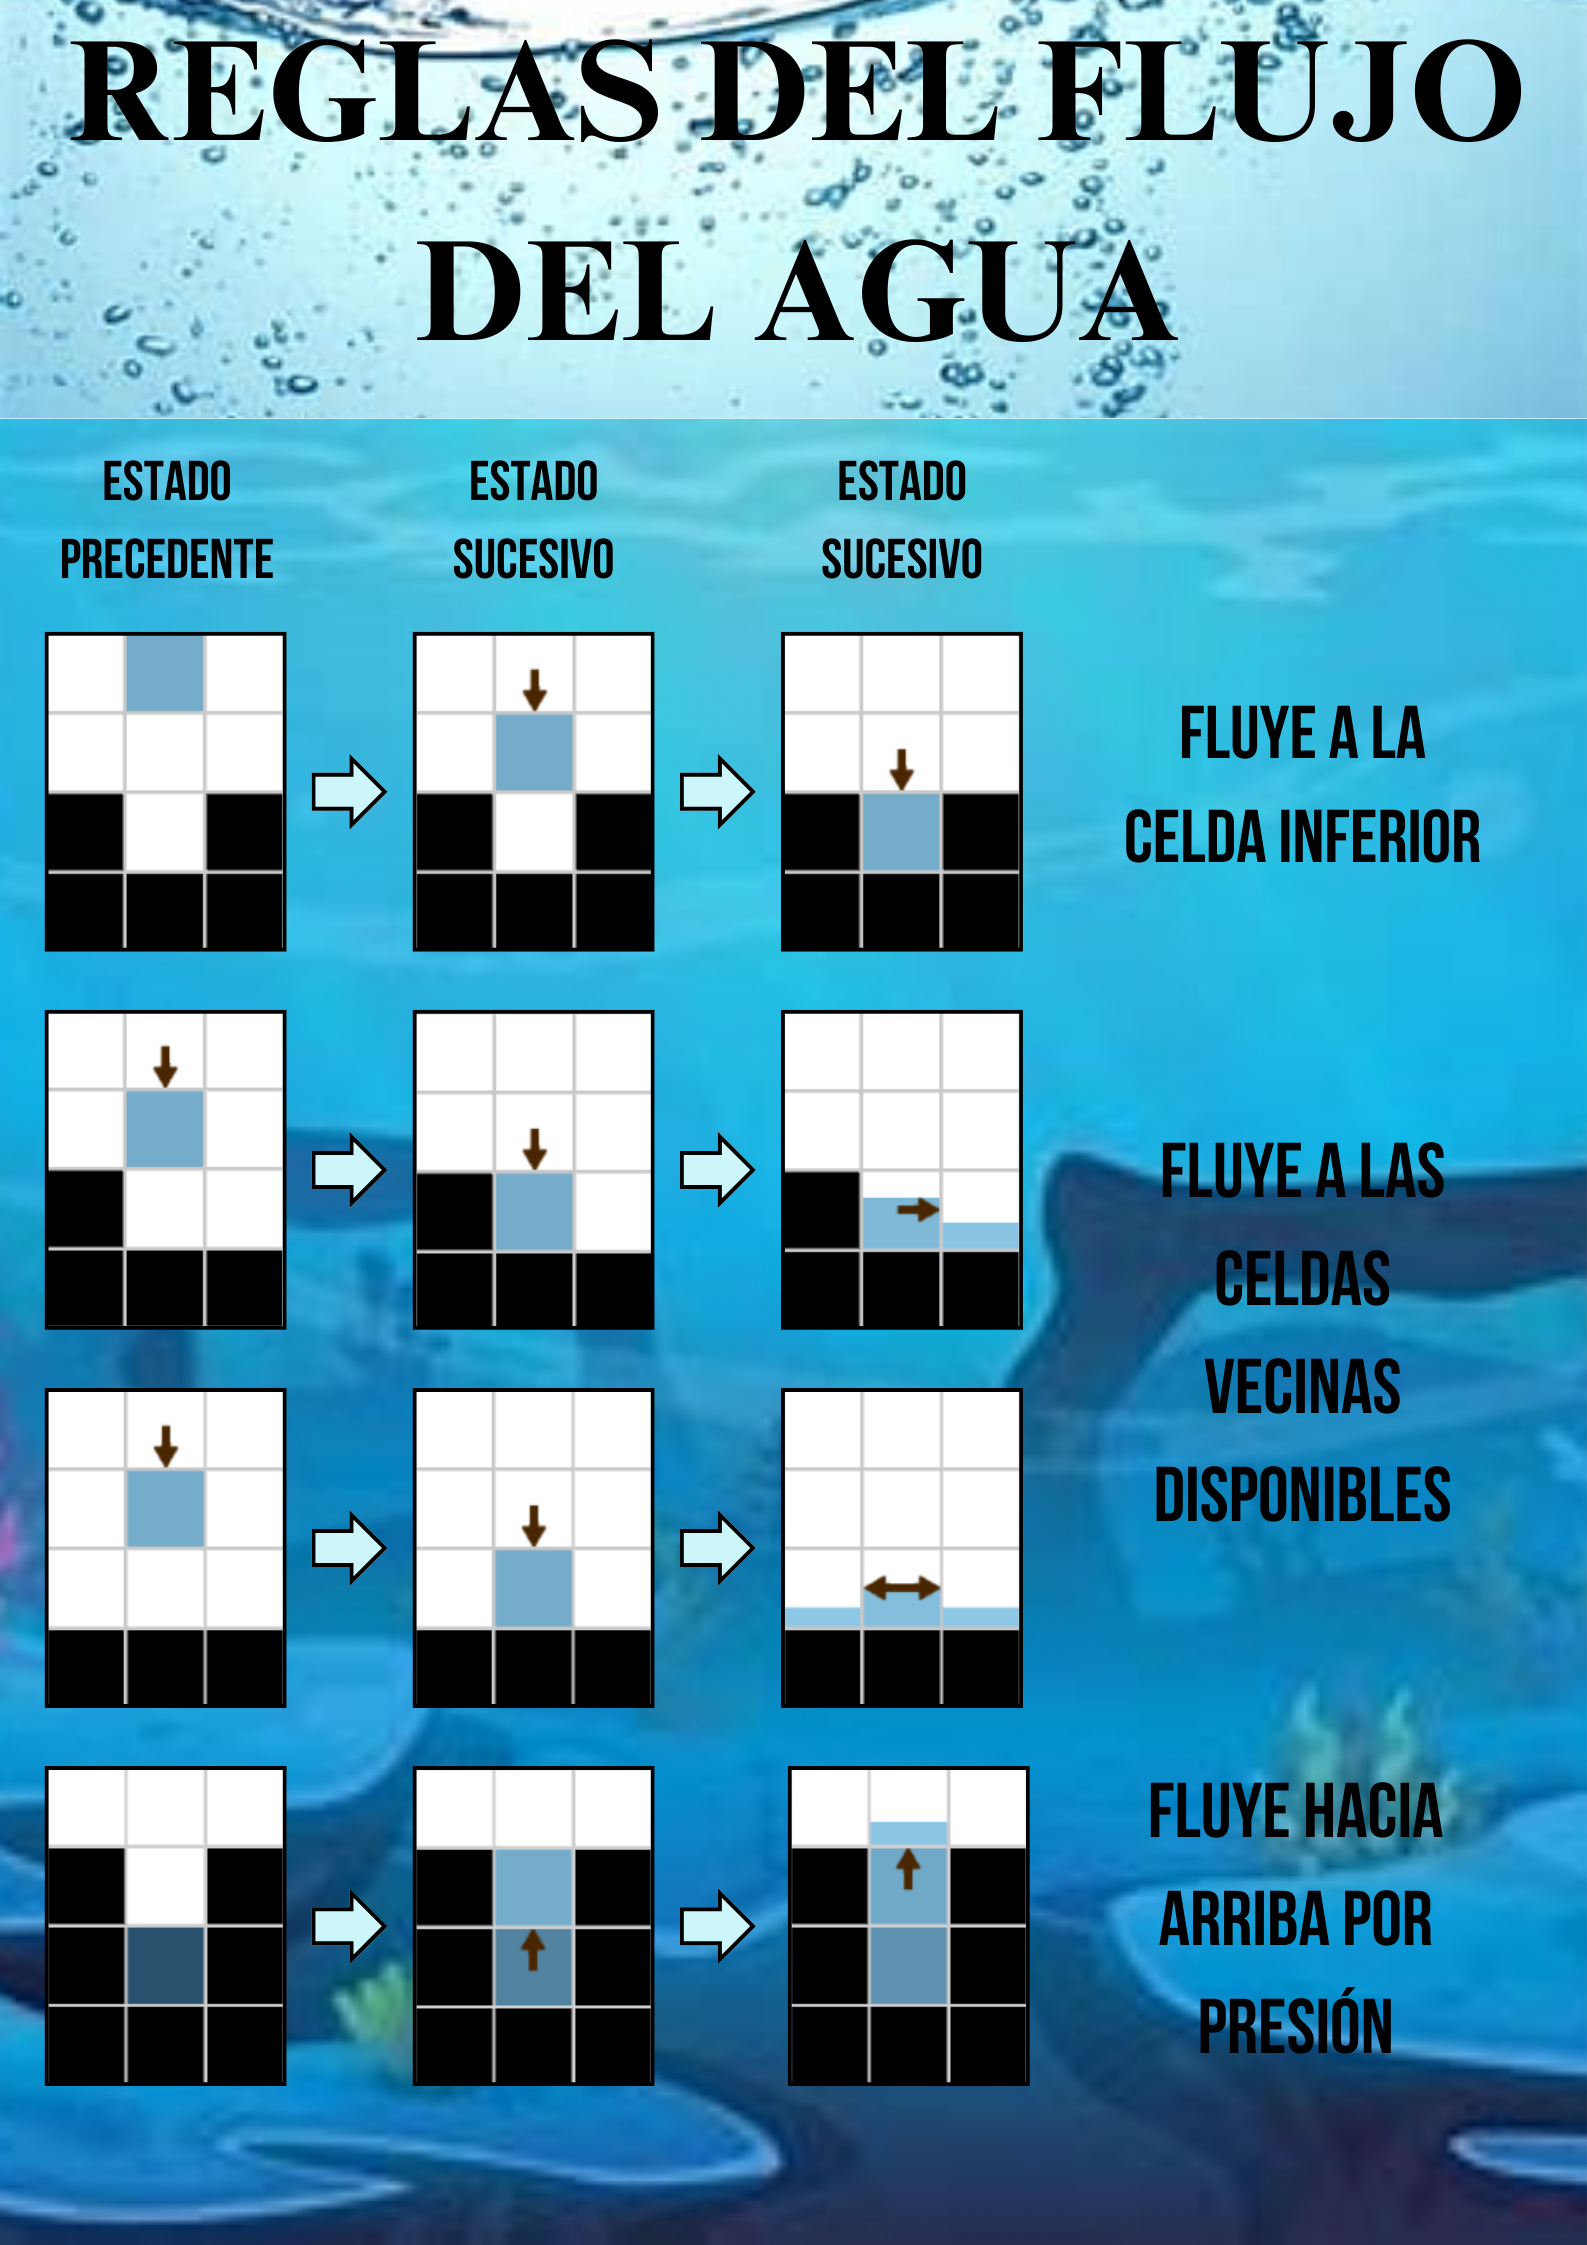 REGLAS DEL FLUJO
DEL AGUA
ESTADO
PRECEDENTE
ESTADO
SUCESIVO
ESTADO
SUCESIVO
FLUYE A LA
CELDA INFERIOR
FLUYE A LAS
CELDAS
VECINAS
DISPONIBLES
FLUYE HACIA
ARRIBA POR
PRESIÓN